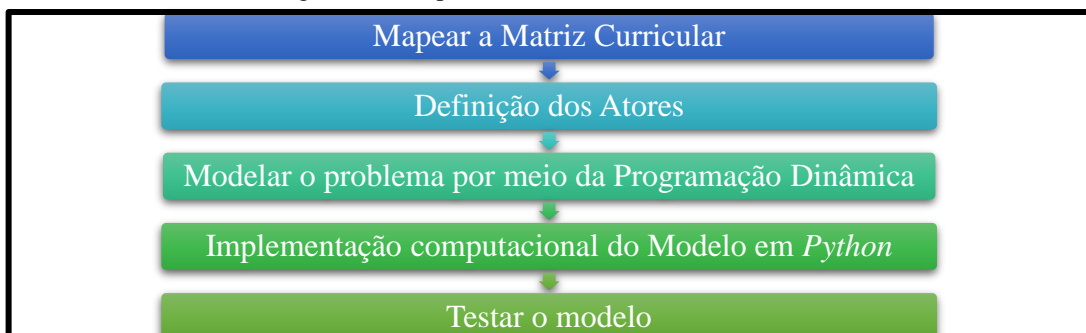 Mapear a Matriz Curricular
Definição dos Atores
Modelar o problema por meio da Programação Dinâmica
Implementação computacional do Modelo em Python
Testar o modelo